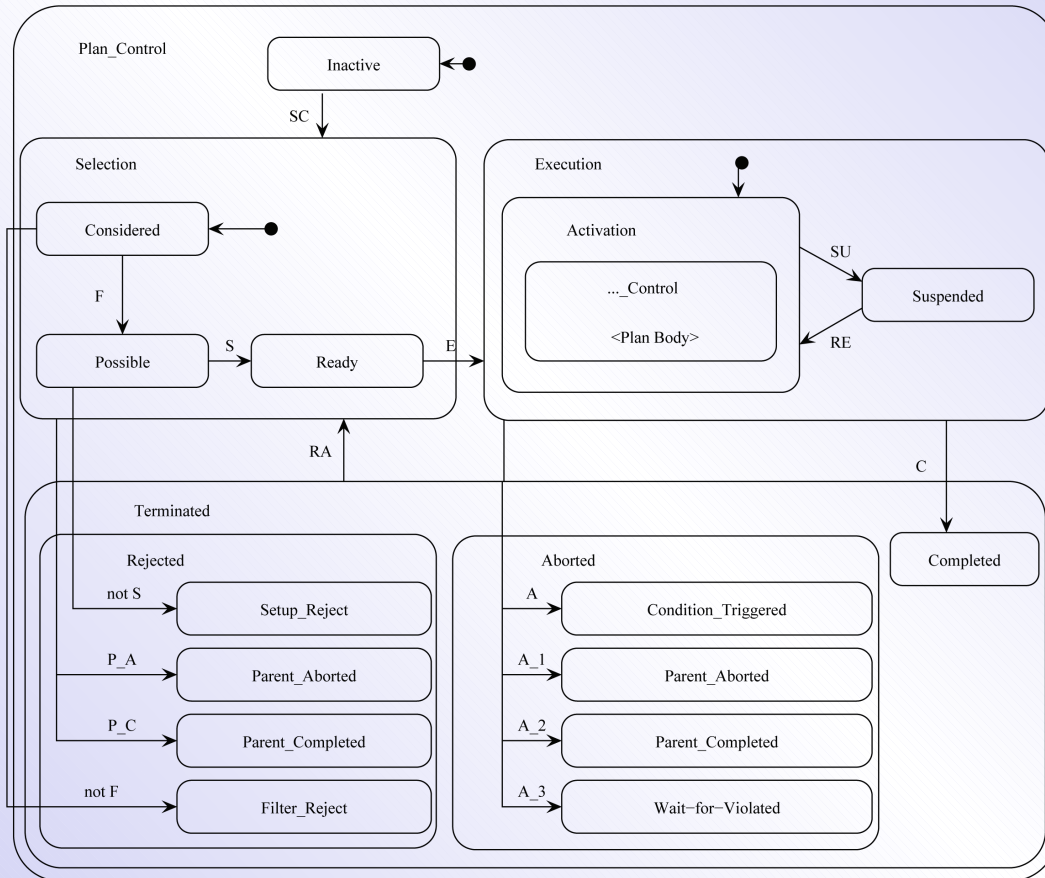 Plan_Control
Inactive
SC
Selection
Execution
Considered
Activation
SU
..._Control
Suspended
F
<Plan Body>
RE
Possible
S
Ready
E
RA
C
Terminated
Rejected
Aborted
Completed
not S
Setup_Reject
A
Condition_Triggered
P_A
Parent_Aborted
A_1
Parent_Aborted
P_C
Parent_Completed
A_2
Parent_Completed
not F
Filter_Reject
A_3
Wait−for−Violated